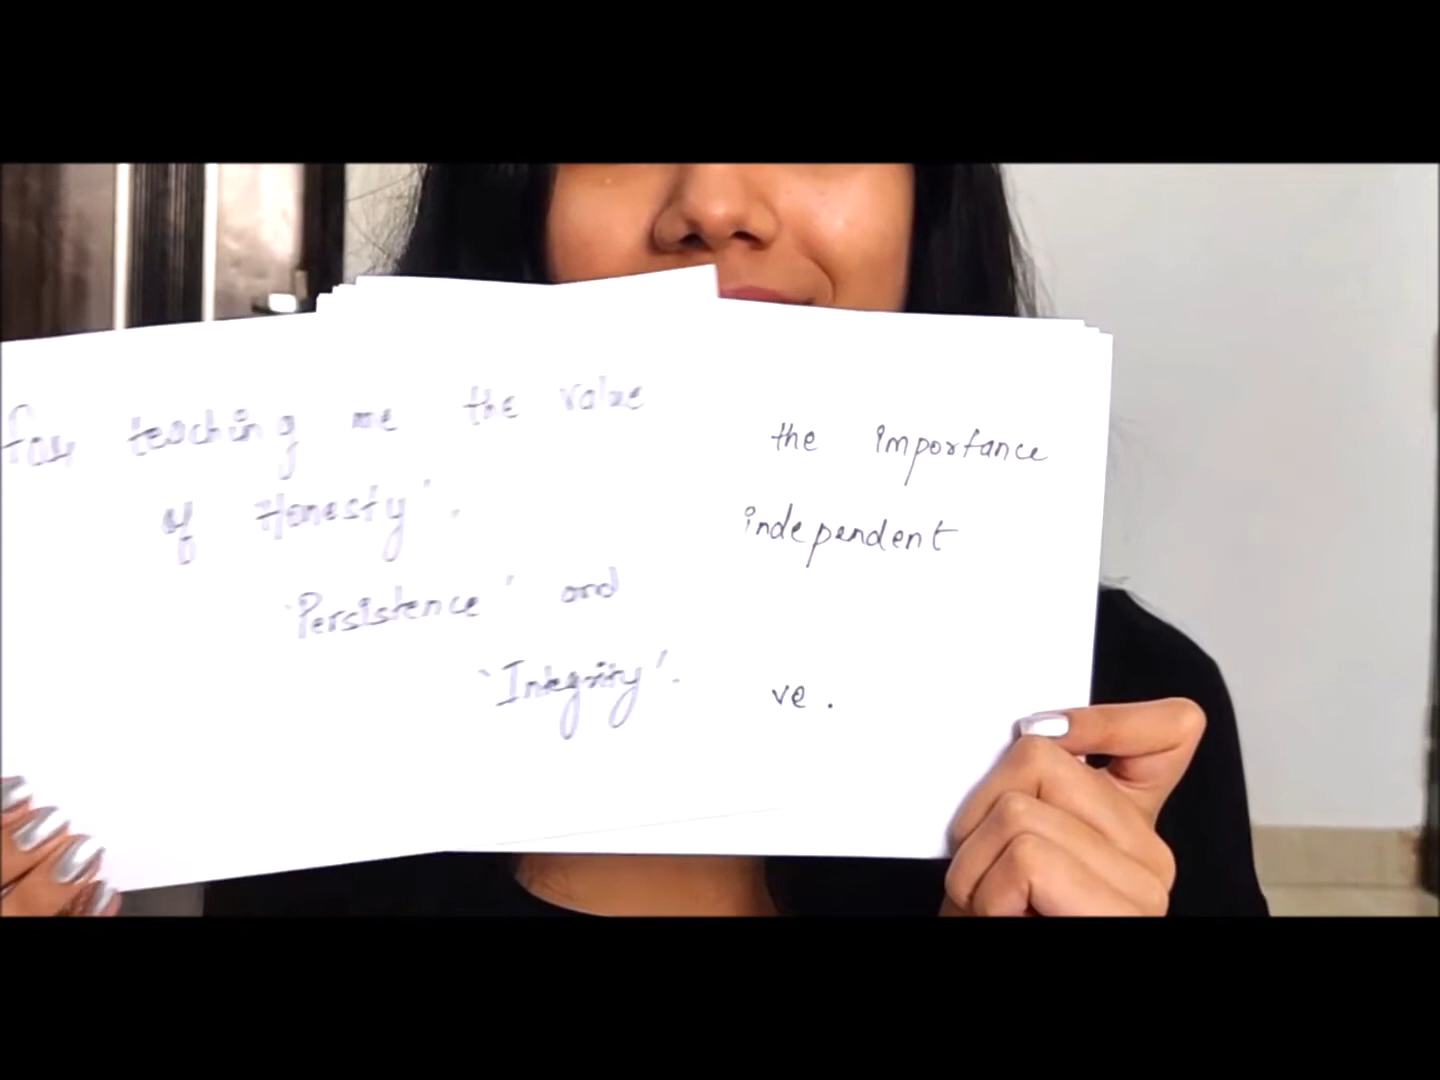 for teaching me the value
of Honesty'.
'Persistence' and
'Integrity'.
the importance
independent
ve.